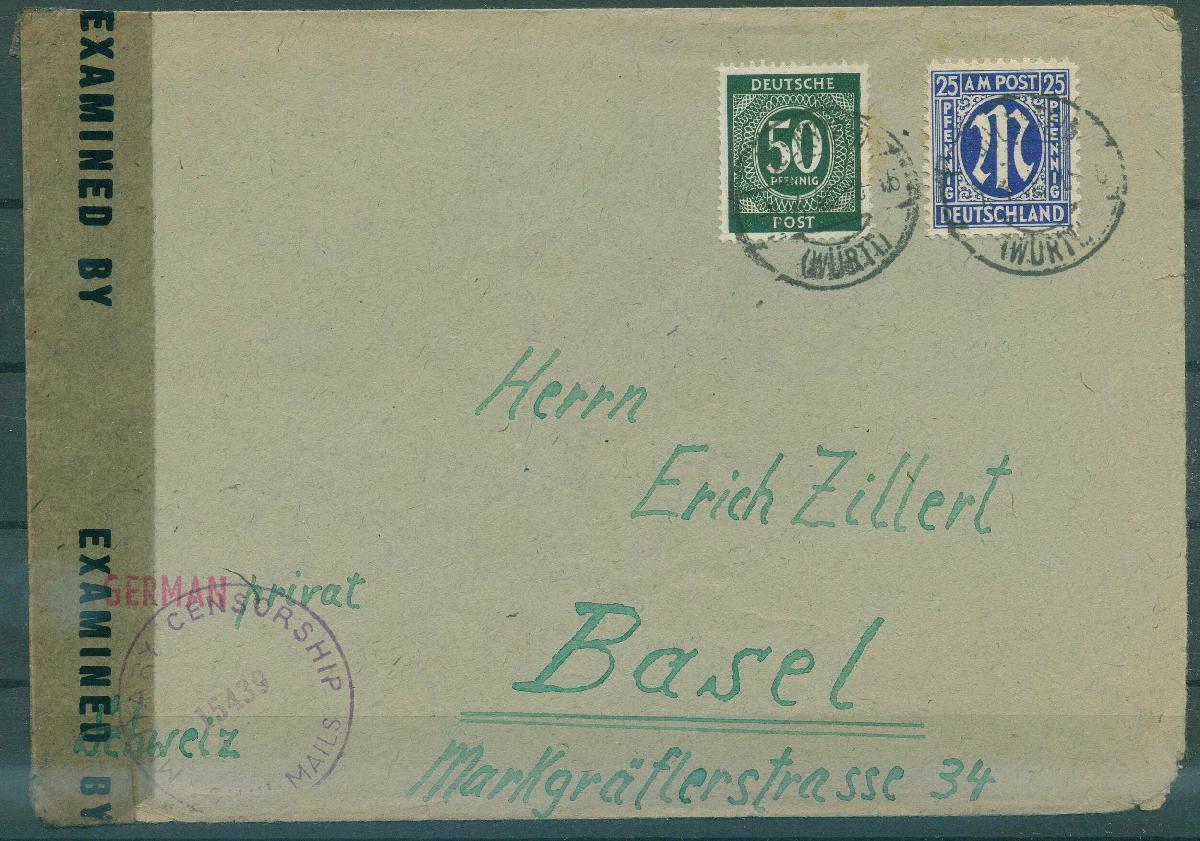 EXAMINED BY
EXAMINED BY
DEUTSCHE
50
PFENNIG
POST
25 AM POST 25
PFENNIG
M
PFENNIG
DEUTSCHLAND
(WÜRTT)
(WÜRTT)
Herrn
Erich Zillert
GERMAN privat
Basel
CENSORSHIP
15439
MAILS
Schweiz
Markgräflerstrasse 34